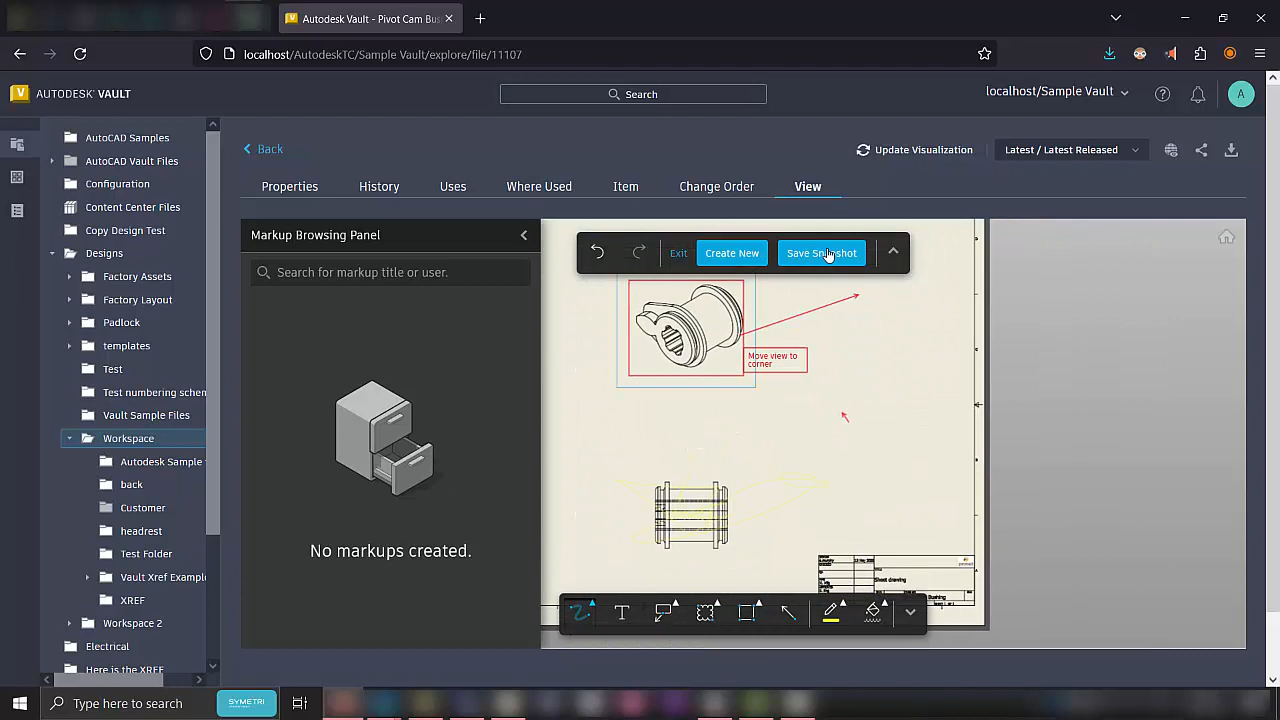 Autodesk Vault - Pivot Cam Bus
localhost/AutodeskTC/Sample Vault/explore/file/11107
AUTODESK VAULT
Search
localhost/Sample Vault
A
AutoCAD Samples
AutoCAD Vault Files
Configuration
Content Center Files
Copy Design Test
Designs
Factory Assets
Factory Layout
Padlock
templates
Test
Test numbering schem
Vault Sample Files
Workspace
Autodesk Sample
back
Customer
headrest
Test Folder
Vault Xref Example
XREF
Workspace 2
Electrical
Here is the XREF
Back
Update Visualization
Latest / Latest Released
Properties
History
Uses
Where Used
Item
Change Order
View
Markup Browsing Panel
Search for markup title or user.
No markups created.
Exit
Create New
Save Snapshot
Move view to
corner
Sheet drawing
Bushing
T
Type here to search
SYMETRI